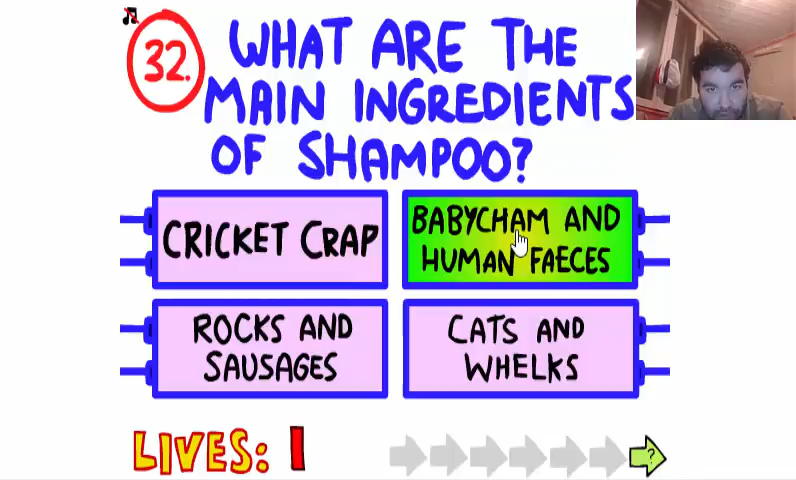 32.
WHAT ARE THE
MAIN INGREDIENTS
OF SHAMPOO?
CRICKET CRAP
BABYCHAM AND
HUMAN FAECES
ROCKS AND
SAUSAGES
CATS AND
WHELKS
LIVES: 1
?